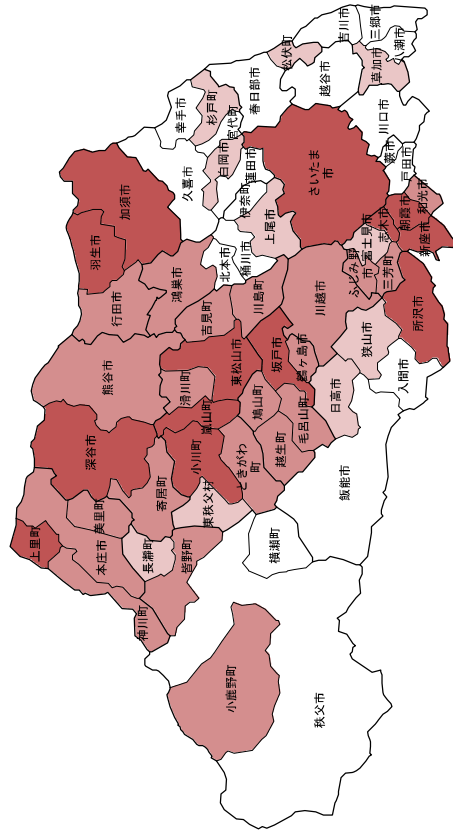 吉川市
三郷市
八潮市
松伏町
草加市
越谷市
春日部市
川口市
杉戸町
幸手市
宮代町
蕨市
戸田市
白岡市
蓮田市
さいたま
市
久喜市
伊奈町
和光市
加須市
上尾市
朝霞市
志木市
新座市
羽生市
桶川市
北本市
富士見市
鴻巣市
ふじみ野
市
三芳町
川島町
行田市
吉見町
川越市
所沢市
狭山市
東松山市
坂戸市
鶴ヶ島市
熊谷市
滑川町
入間市
鳩山町
日高市
嵐山町
毛呂山町
深谷市
小川町
越生町
ときがわ
町
飯能市
寄居町
東秩父村
美里町
上里町
横瀬町
長瀞町
皆野町
本庄市
神川町
小鹿野町
秩父市